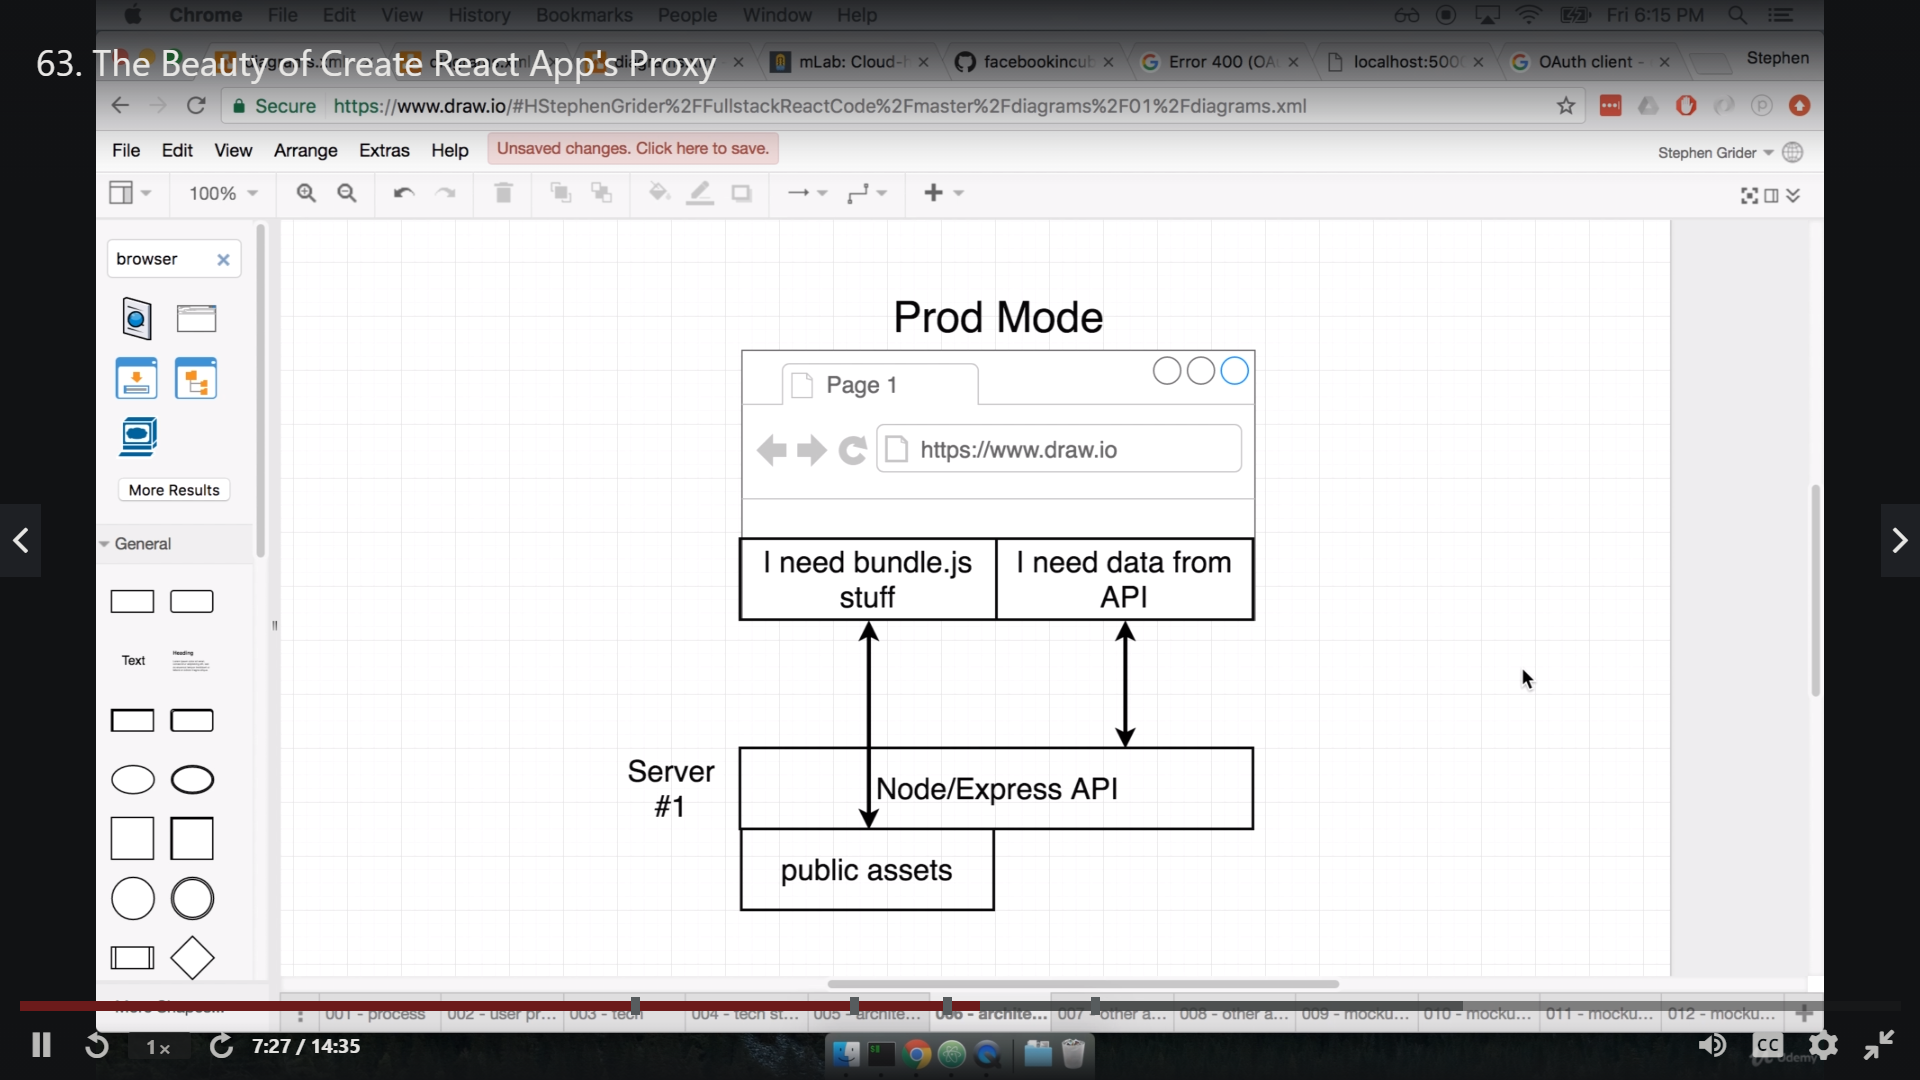 Chrome File Edit View History Bookmarks People Window Help Fri 6:15 PM
63. The Beauty of Create React App's Proxy
mLab: Cloud- facebookincub Error 400 (OA localhost:500 OAuth client - Stephen
Secure https://www.draw.io/#HStephenGrider%2FFullstackReactCode%2Fmaster%2Fdiagrams%2F01%2Fdiagrams.xml
File Edit View Arrange Extras Help Unsaved changes. Click here to save. Stephen Grider
100%
browser
More Results
General
Text
Heading
Prod Mode
Page 1
https://www.draw.io
I need bundle.js
stuff
I need data from
API
Server
#1
Node/Express API
public assets
More Shapes...
001 - process 002 - user pr... 003 - tech 004 - tech st... 005 - archite... 006 - archite... 007 - other a... 008 - other a... 009 - mocku... 010 - mocku... 011 - mocku... 012 - mocku...
1x 7:27 / 14:35 CC
Udemy